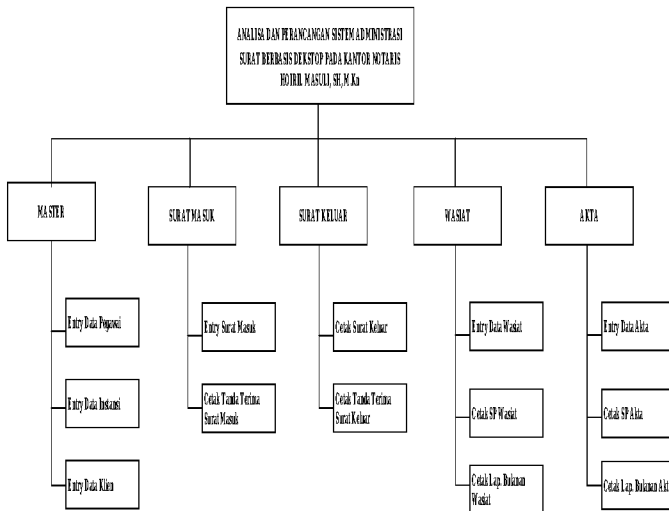 ANALISA DAN PERANCANGAN SISTEM ADMINISTRASI
SURAT BERBASIS DEKSTOP PADA KANTOR NOTARIS
HOIRIL MASULI, SH, M.Kn
MASTER
SURAT MASUK
SURAT KELUAR
WASIAT
AKTA
Entry Data Pegawai
Entry Data Instansi
Entry Data Klien
Entry Surat Masuk
Cetak Tanda Terima
Surat Masuk
Cetak Surat Keluar
Cetak Tanda Terima
Surat Keluar
Entry Data Wasiat
Cetak SP Wasiat
Cetak Lap. Bulanan
Wasiat
Entry Data Akta
Cetak SP Akta
Cetak Lap. Bulanan Akt